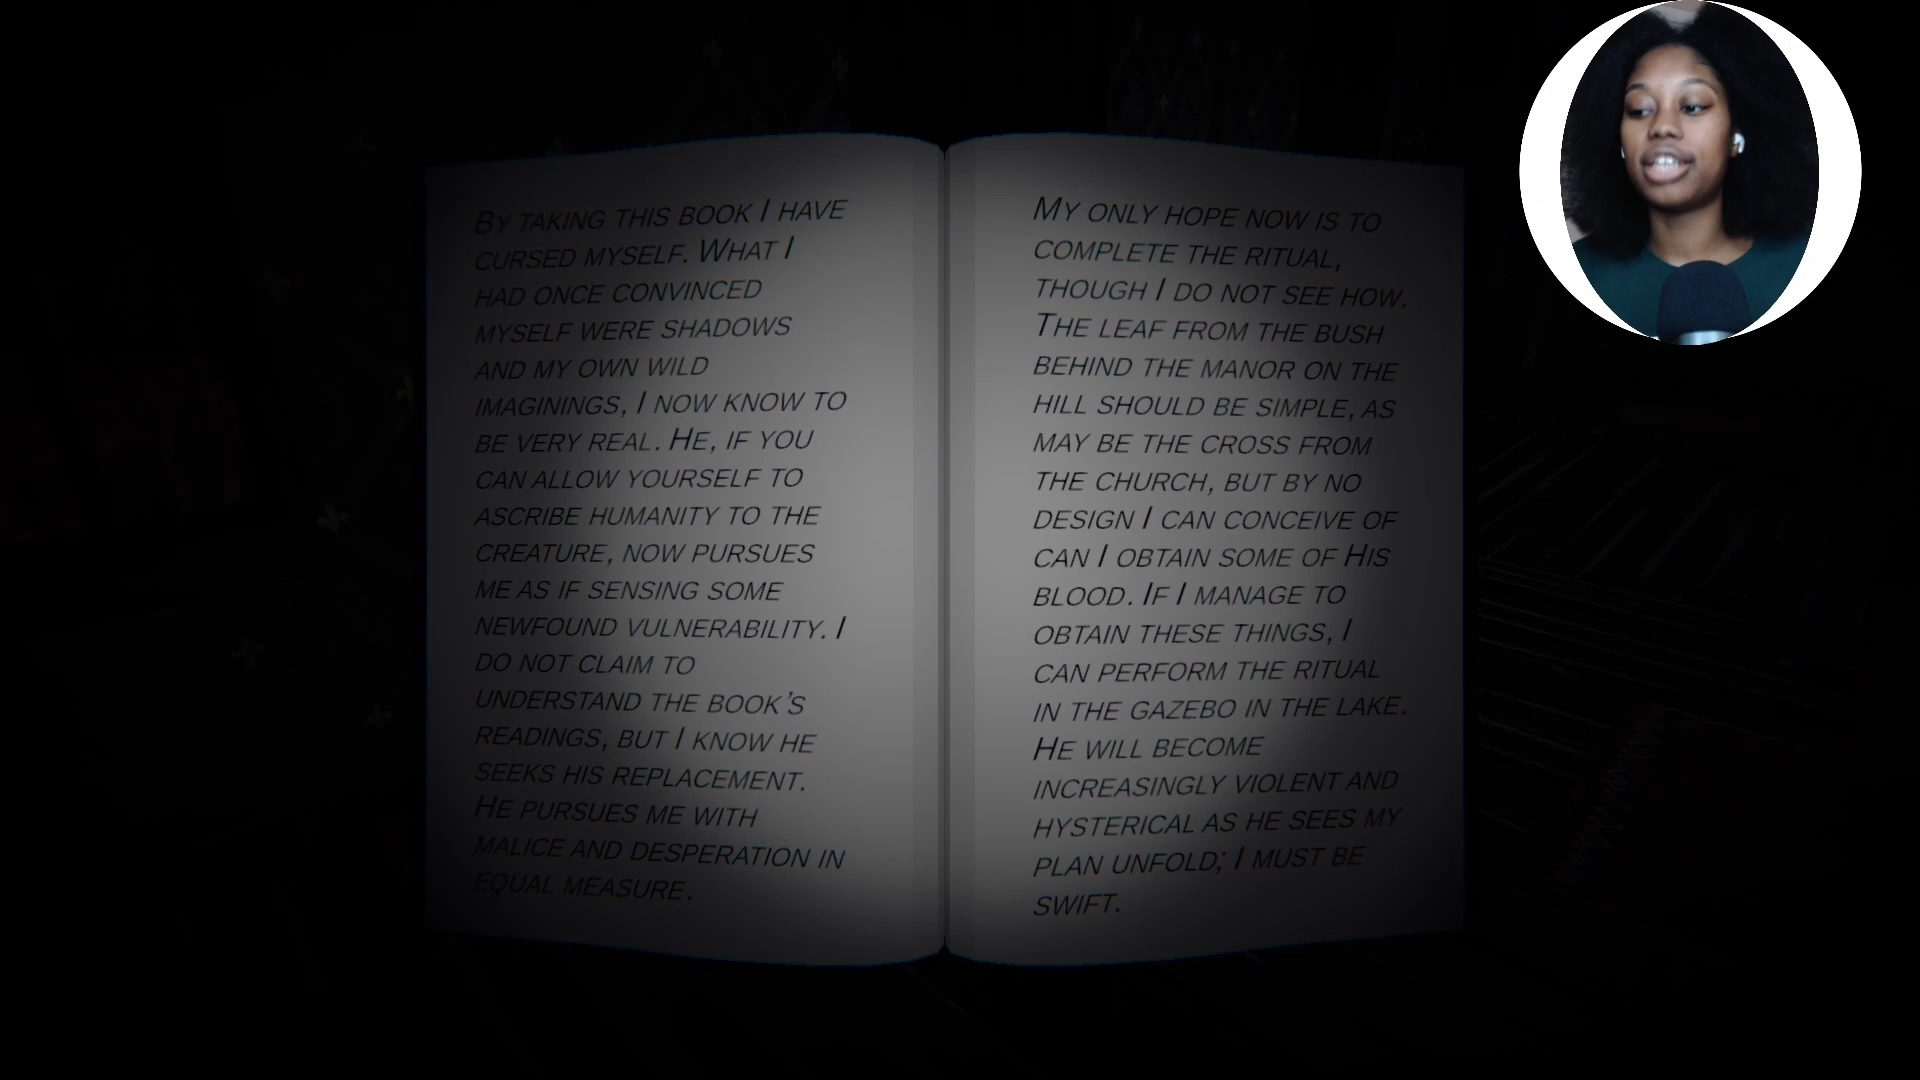 BY TAKING THIS BOOK I HAVE
CURSED MYSELF. WHAT I
HAD ONCE CONVINCED
MYSELF WERE SHADOWS
AND MY OWN WILD
IMAGININGS, I NOW KNOW TO
BE VERY REAL. HE, IF YOU
CAN ALLOW YOURSELF TO
ASCRIBE HUMANITY TO THE
CREATURE, NOW PURSUES
ME AS IF SENSING SOME
NEWFOUND VULNERABILITY. I
DO NOT CLAIM TO
UNDERSTAND THE BOOK'S
READINGS, BUT I KNOW HE
SEEKS HIS REPLACEMENT.
HE PURSUES ME WITH
MALICE AND DESPERATION IN
EQUAL MEASURE.
MY ONLY HOPE NOW IS TO
COMPLETE THE RITUAL,
THOUGH I DO NOT SEE HOW.
THE LEAF FROM THE BUSH
BEHIND THE MANOR ON THE
HILL SHOULD BE SIMPLE, AS
MAY BE THE CROSS FROM
THE CHURCH, BUT BY NO
DESIGN I CAN CONCEIVE OF
CAN I OBTAIN SOME OF HIS
BLOOD. IF I MANAGE TO
OBTAIN THESE THINGS, I
CAN PERFORM THE RITUAL
IN THE GAZEBO IN THE LAKE.
HE WILL BECOME
INCREASINGLY VIOLENT AND
HYSTERICAL AS HE SEES MY
PLAN UNFOLD; I MUST BE
SWIFT.